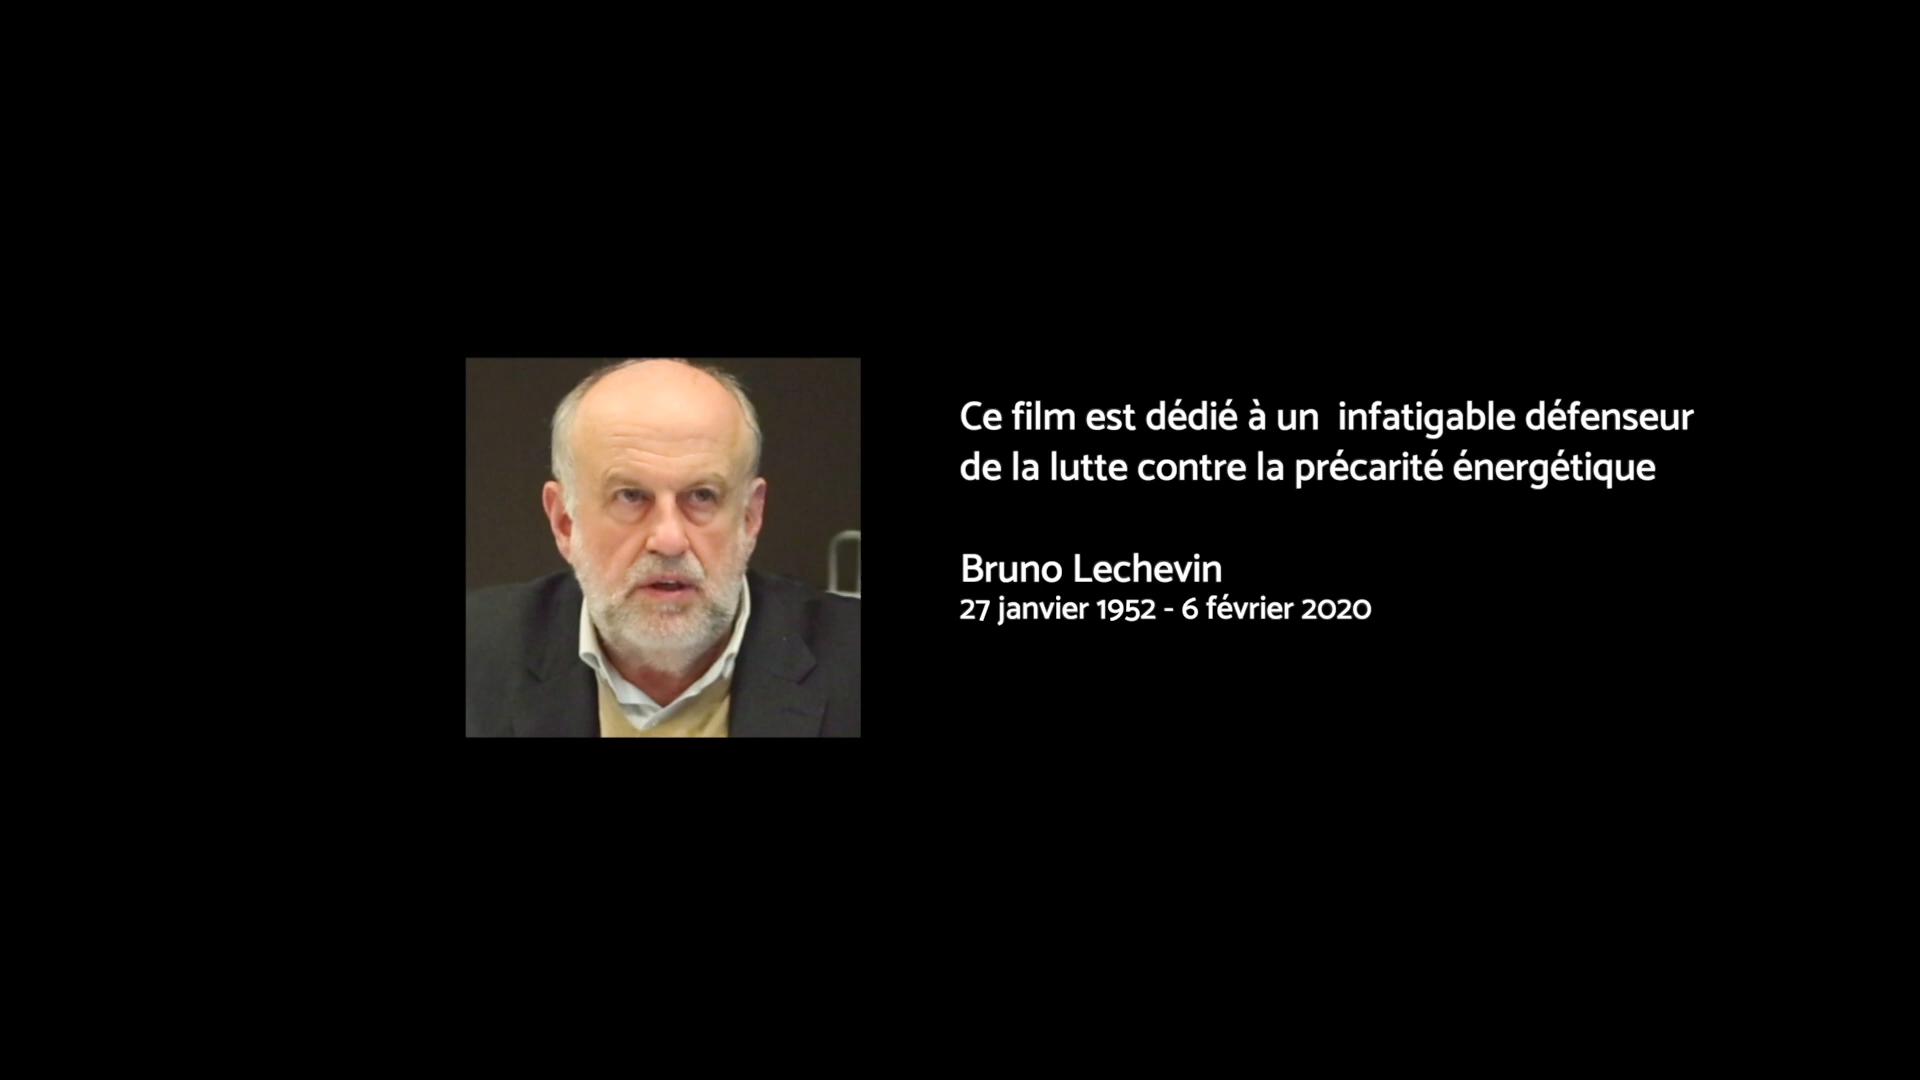 Ce film est dédié à un  infatigable défenseur
de la lutte contre la précarité énergétique
Bruno Lechevin
27 janvier 1952 - 6 février 2020